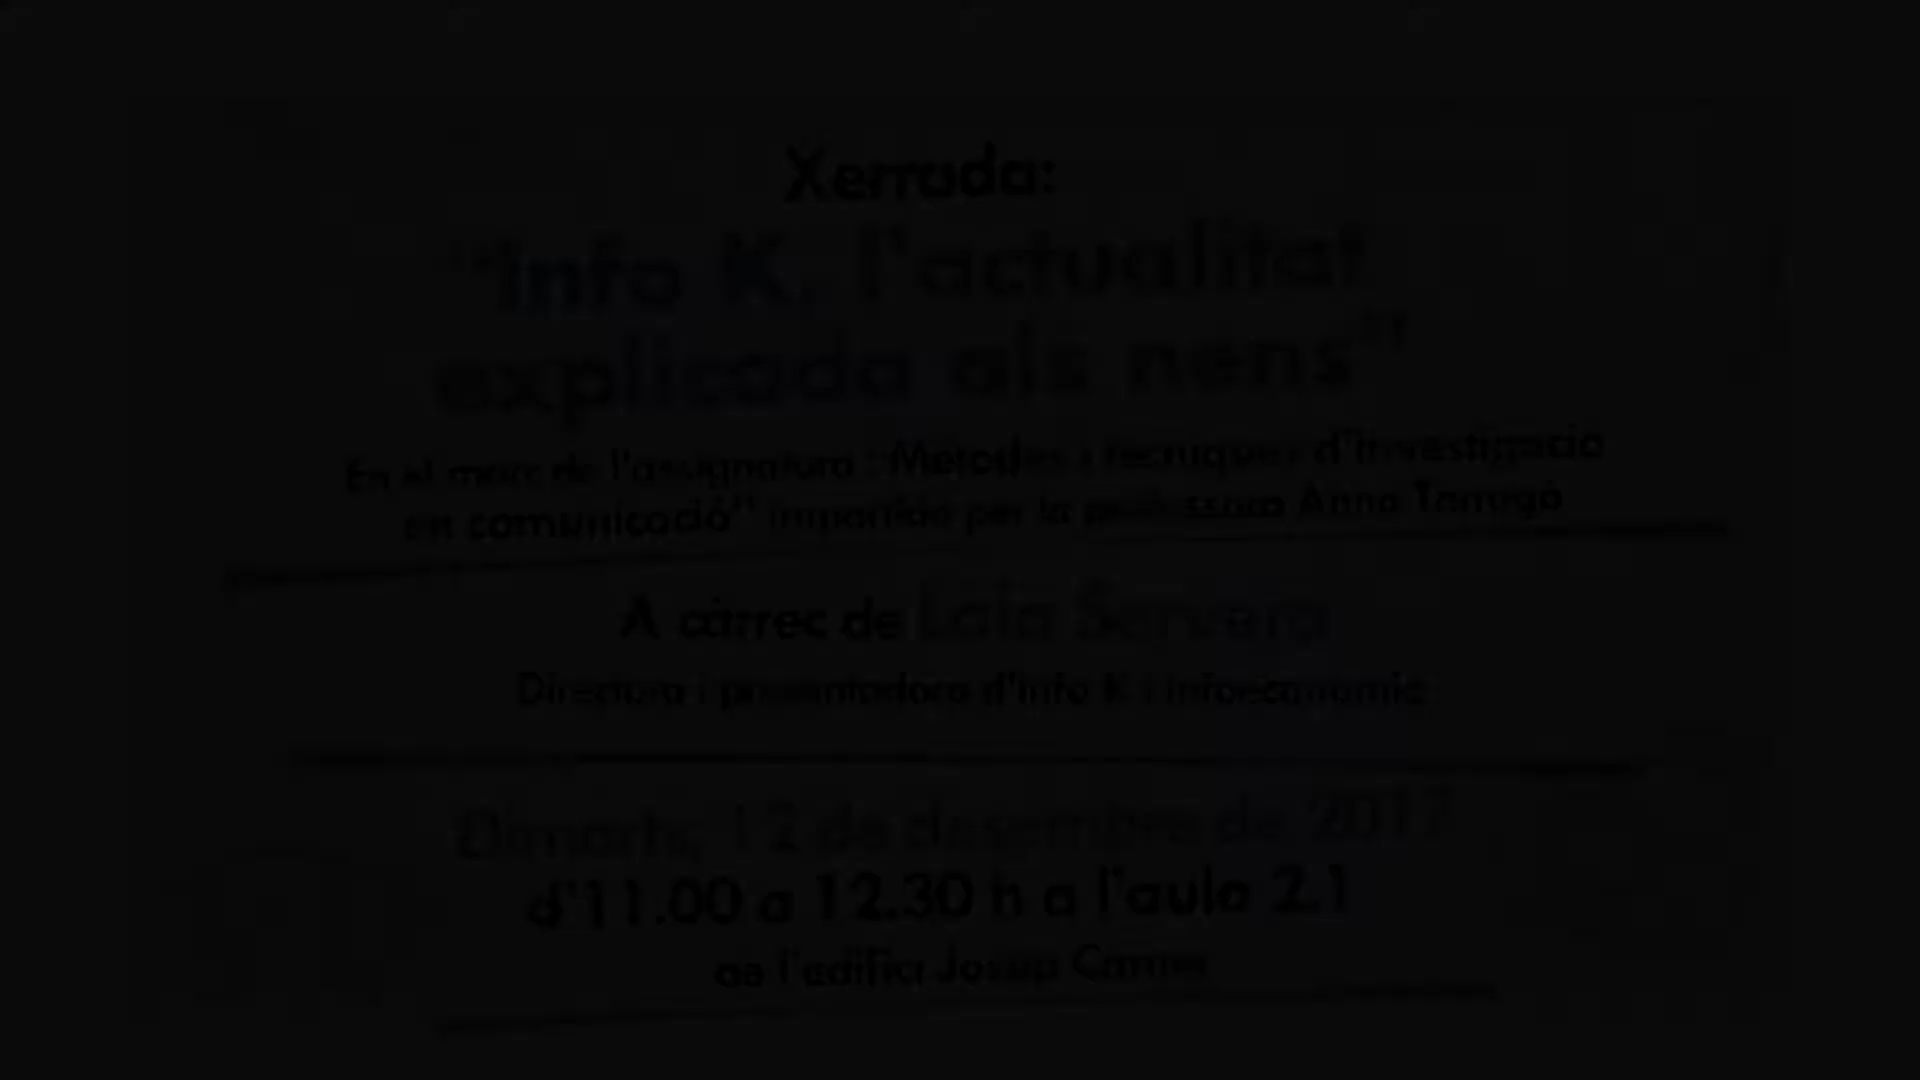 Xerrada:
"Info K, l'actualitat
explicada als nens"
En el marc de l'assignatura "Mètodes i tècniques d'investigació
en comunicació" impartida per la professora Anna Tarragó
A càrrec de Laia Servera
Directora i presentadora d'Info K i Infoeconomic
Dimarts, 12 de desembre de 2017
d'11.00 a 12.30 h a l'aula 2.1
de l'edifici Josep Carner